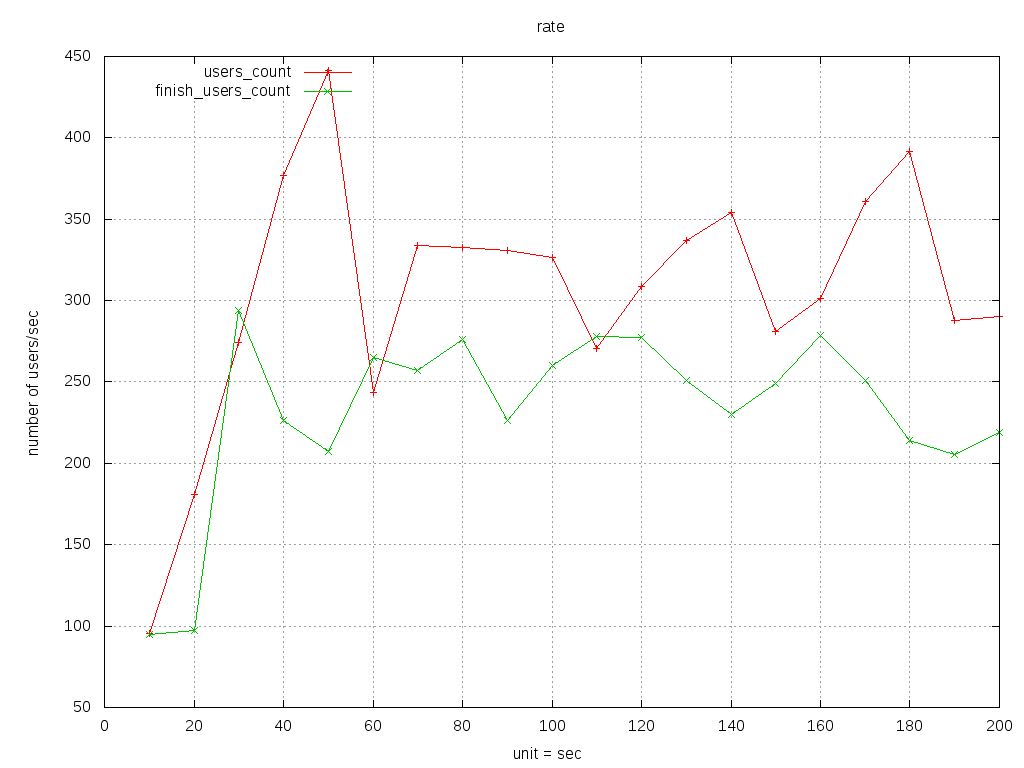 rate
450
400
350
300
250
200
150
100
50
users_count
finish_users_count
number of users/sec
0 20 40 60 80 100 120 140 160 180 200
unit = sec